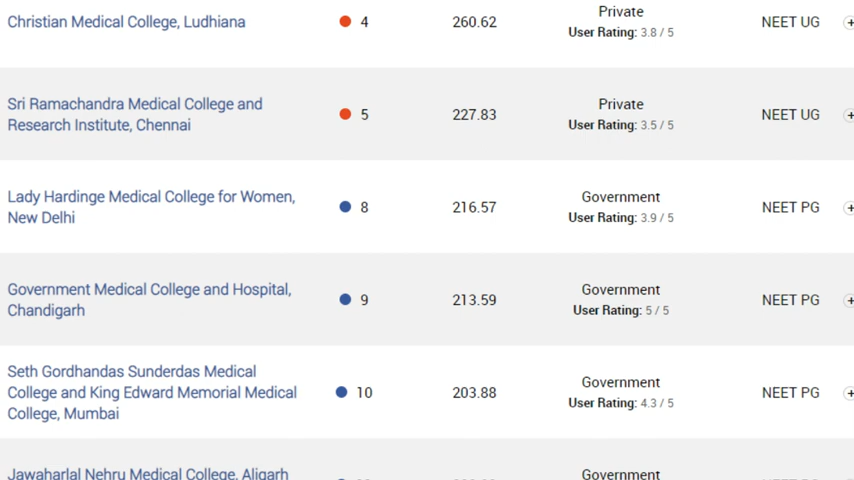 Private
Christian Medical College, Ludhiana 4 260.62 NEET UG
User Rating: 3.8 / 5
Sri Ramachandra Medical College and
Research Institute, Chennai
5 227.83
Private
User Rating: 3.5 / 5
NEET UG
Lady Hardinge Medical College for Women,
New Delhi
8 216.57
Government
User Rating: 3.9 / 5
NEET PG
Government Medical College and Hospital,
Chandigarh
9 213.59
Government
User Rating: 5 / 5
NEET PG
Seth Gordhandas Sunderdas Medical
College and King Edward Memorial Medical
College, Mumbai
10 203.88
Government
User Rating: 4.3 / 5
NEET PG
Jawaharlal Nehru Medical College, Aligarh
Government